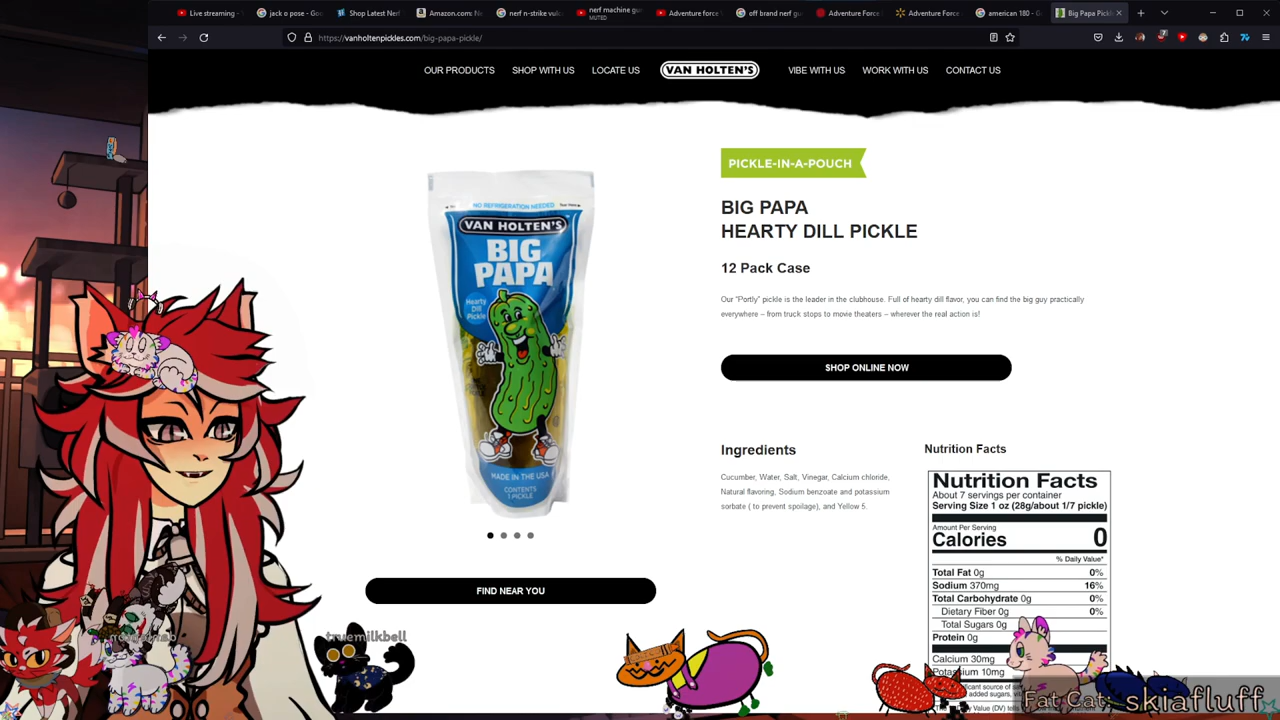 Live streaming -
jack o pose - Goo
Shop Latest Nerf
Amazon.com: Ne
nerf n-strike vulc
nerf machine gun
MUTED
Adventure force V
off brand nerf gu
Adventure Force
Adventure Force
american 180 - Go
Big Papa Pickle
https://vanholtenpickles.com/big-papa-pickle/
OUR PRODUCTS
SHOP WITH US
LOCATE US
VAN HOLTEN'S
VIBE WITH US
WORK WITH US
CONTACT US
NO REFRIGERATION NEEDED
Tear Here
VAN HOLTEN'S
BIG
PAPA
Hearty
Dill
Pickle
MADE IN THE USA
CONTENTS
1 PICKLE
FIND NEAR YOU
PICKLE-IN-A-POUCH
BIG PAPA
HEARTY DILL PICKLE
12 Pack Case
Our "Portly" pickle is the leader in the clubhouse. Full of hearty dill flavor, you can find the big guy practically
everywhere – from truck stops to movie theaters – wherever the real action is!
SHOP ONLINE NOW
Ingredients
Cucumber, Water, Salt, Vinegar, Calcium chloride,
Natural flavoring, Sodium benzoate and potassium
sorbate ( to prevent spoilage), and Yellow 5.
Nutrition Facts
Nutrition Facts
About 7 servings per container
Serving Size 1 oz (28g/about 1/7 pickle)
Amount Per Serving
Calories 0
% Daily Value*
Total Fat 0g 0%
Sodium 370mg 16%
Total Carbohydrate 0g 0%
Dietary Fiber 0g 0%
Total Sugars 0g
Protein 0g
Calcium 30mg
Potassium 10mg
truemilkbell
Fat Cat: skiafluff